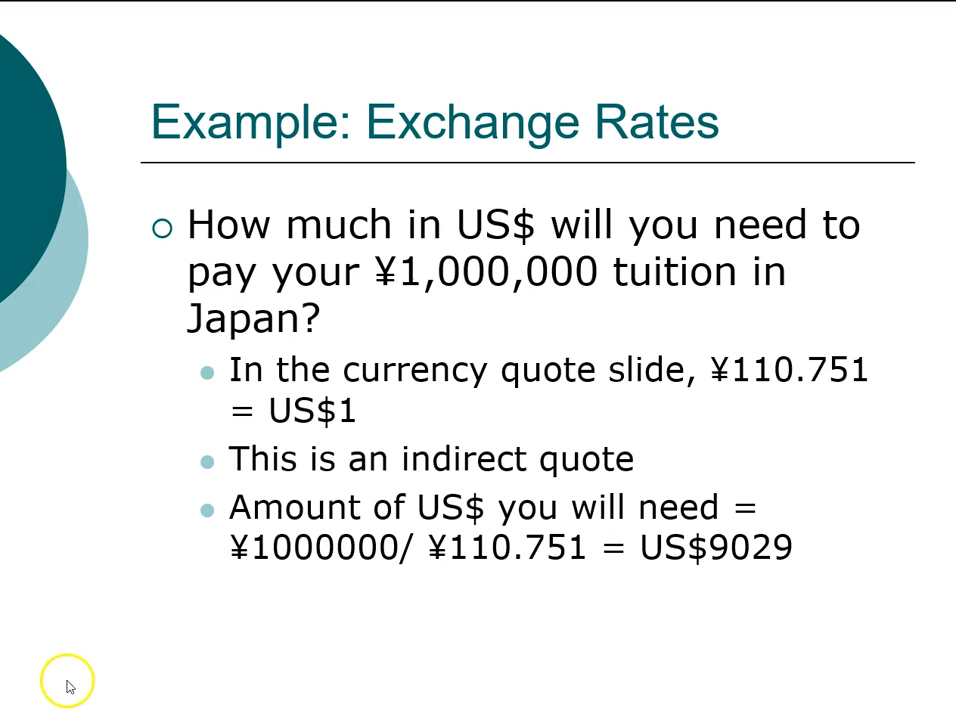 Example: Exchange Rates
How much in US$ will you need to
pay your ¥1,000,000 tuition in
Japan?
In the currency quote slide, ¥110.751
= US$1
This is an indirect quote
Amount of US$ you will need =
¥1000000/ ¥110.751 = US$9029